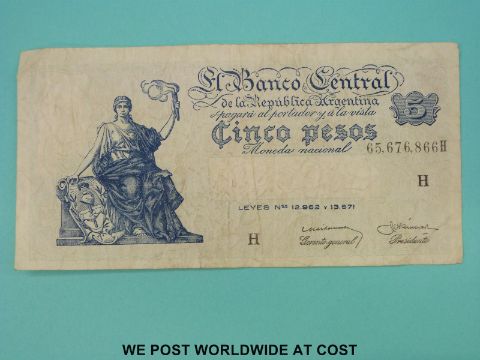 El Banco Central
de la República Argentina
pagará al portador y á la vista
Cinco pesos
Moneda nacional
5
65.676,866H
H
LEYES Nos 12.962 Y 13.571
H
Gerente general
Presidente
WE POST WORLDWIDE AT COST